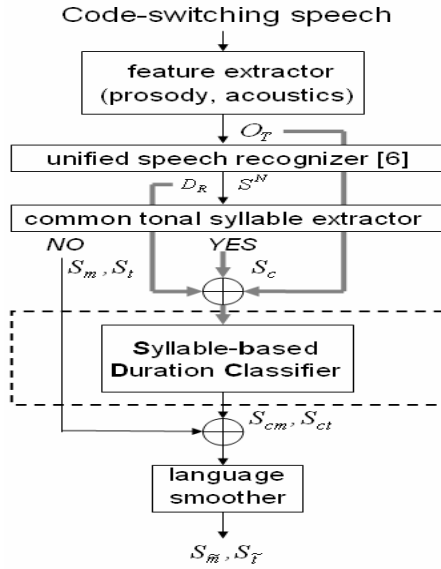 Code-switching speech
feature extractor
(prosody, acoustics)
O_T
unified speech recognizer [6]
D_R S^N
common tonal syllable extractor
NO YES
S_m, S_t S_c
Syllable-based
Duration Classifier
S_cm, S_ct
language
smoother
S_m̃, S_t̃